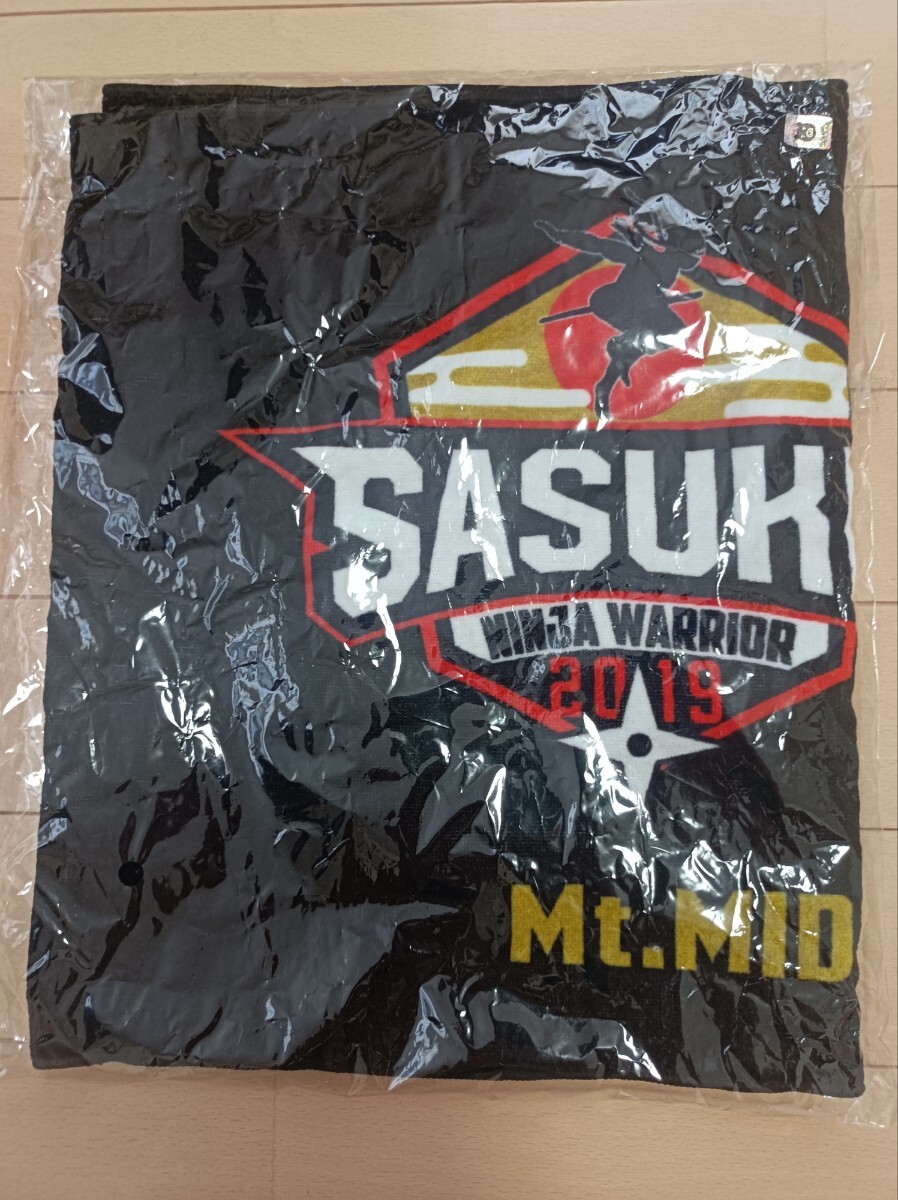 SASUK
NINJA WARRIOR
2019
Mt.MID